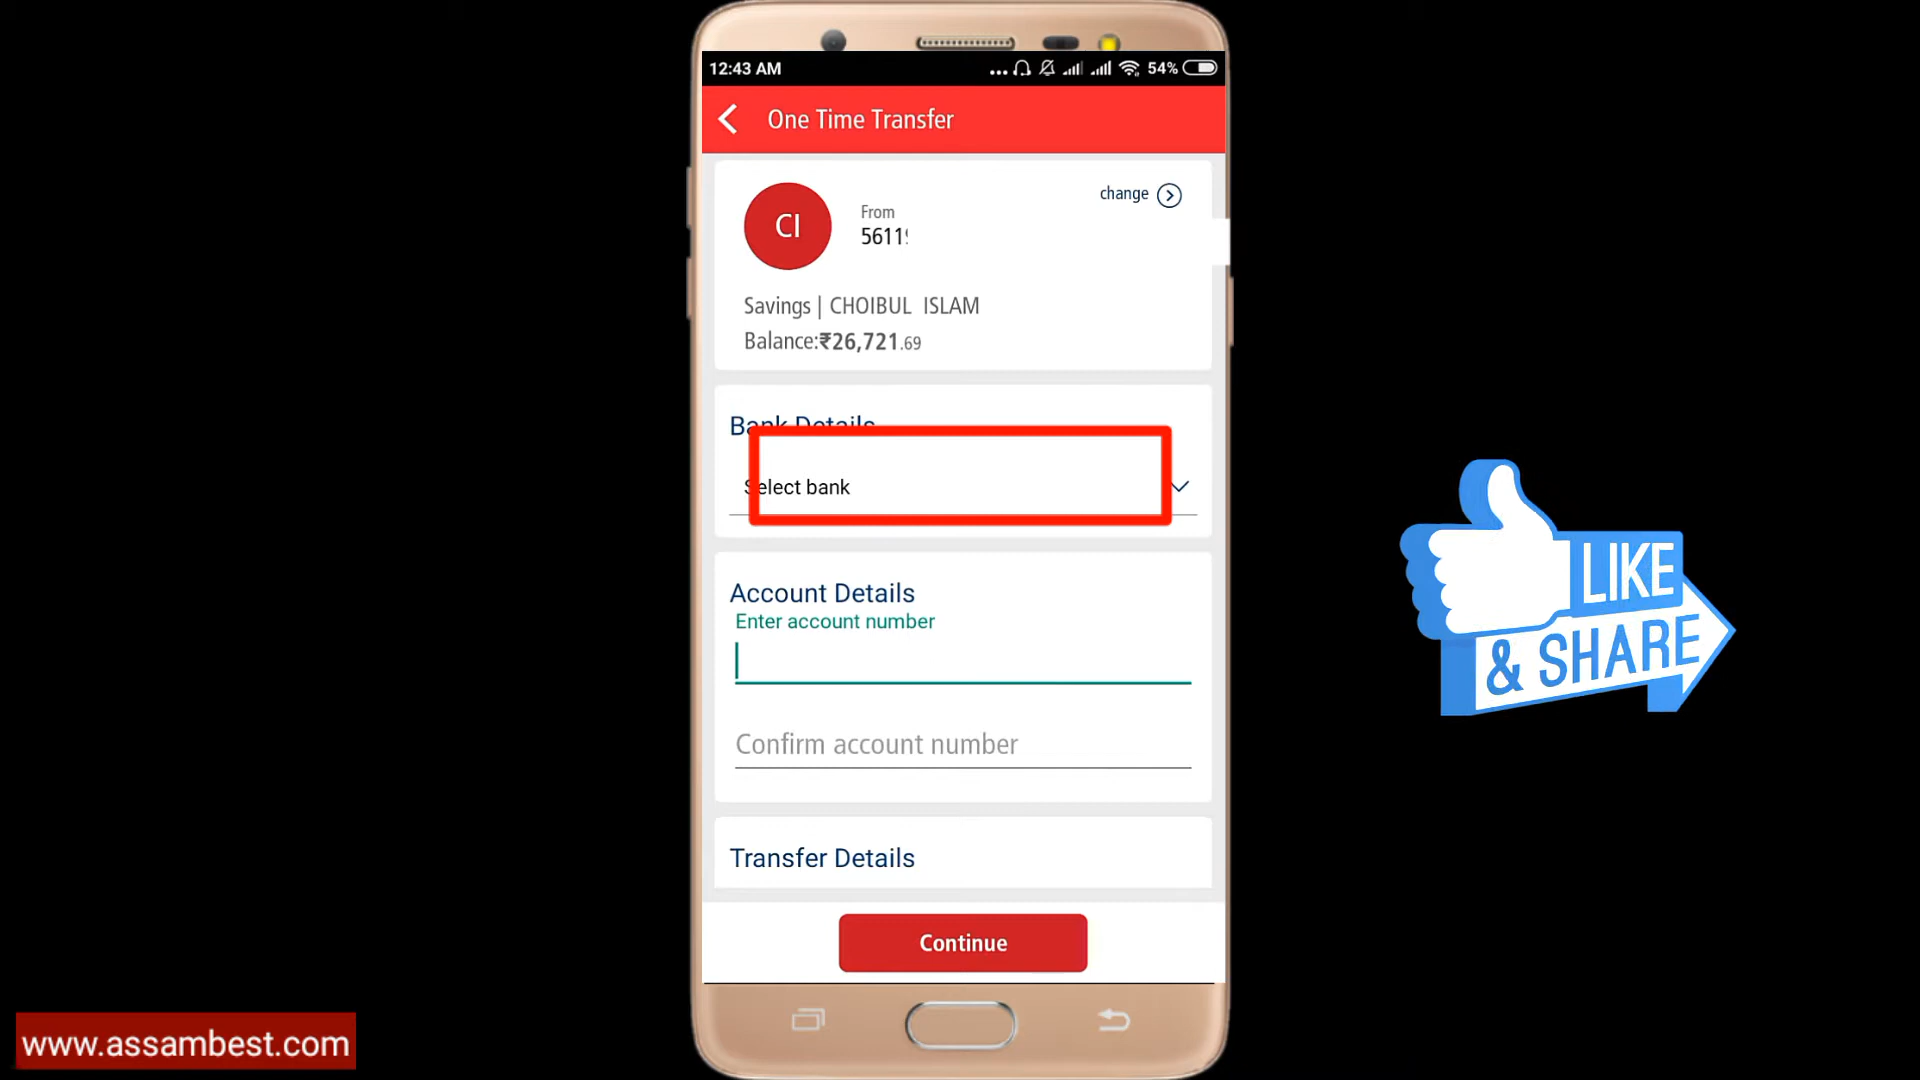 12:43 AM
54%
One Time Transfer
change
CI
From
5611
Savings | CHOIBUL ISLAM
Balance:₹26,721.69
Bank Details
Select bank
Account Details
Enter account number
Confirm account number
Transfer Details
Continue
LIKE
& SHARE
www.assambest.com